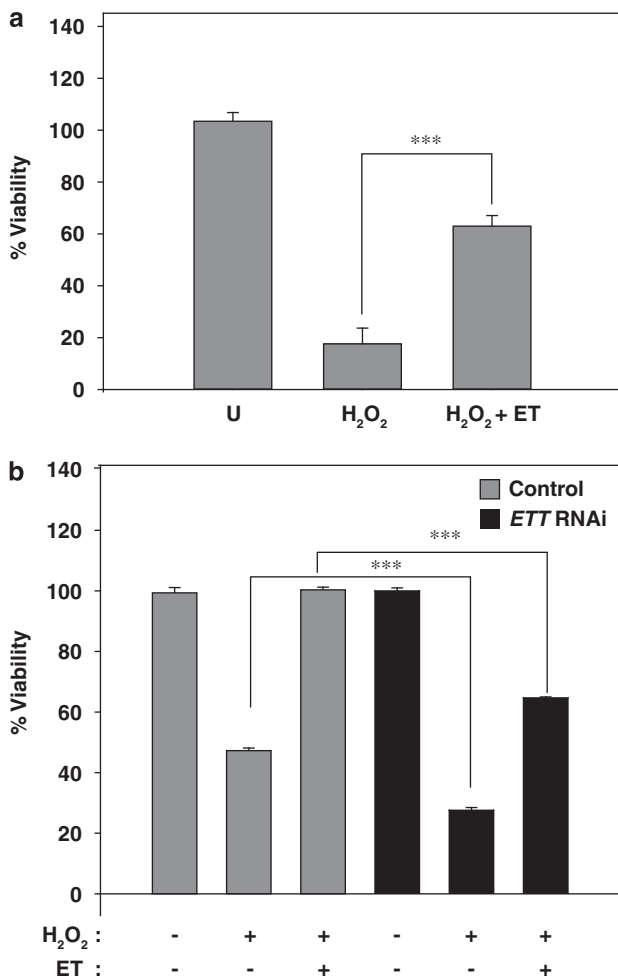 a
140
120
100
80
60
40
20
0
% Viability
***
U H₂O₂ H₂O₂ + ET
b
140
120
100
80
60
40
20
0
% Viability
Control
ETT RNAi
***
***
H₂O₂ : - + + - + +
ET : - - + - - +